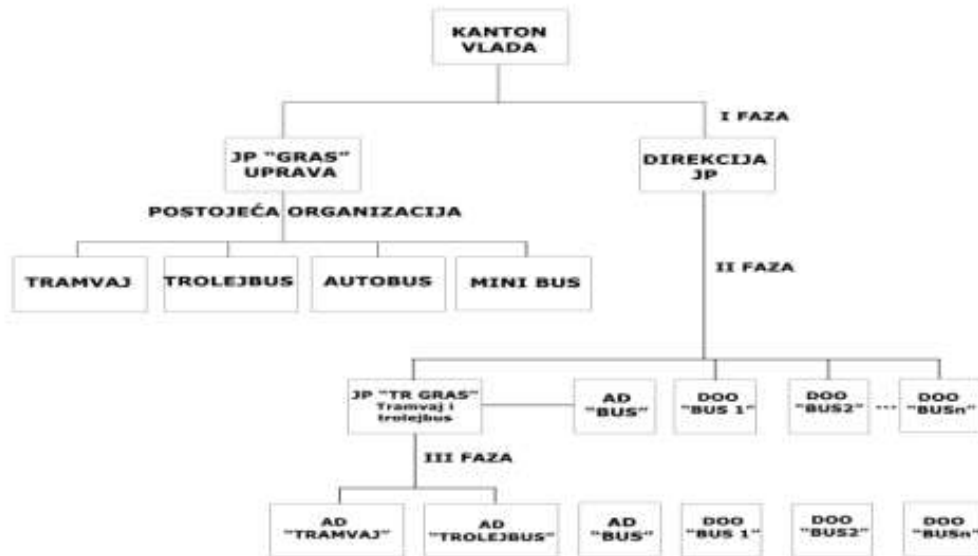 KANTON
VLADA
I FAZA
JP "GRAS"
UPRAVA
DIREKCIJA
JP
POSTOJEĆA ORGANIZACIJA
TRAMVAJ
TROLEJBUS
AUTOBUS
MINI BUS
II FAZA
JP "TR GRAS"
Tramvaj i
trolejbus
AD
"BUS"
DOO
"BUS 1"
DOO
"BUS2"
---
DOO
"BUSn"
III FAZA
AD
"TRAMVAJ"
AD
"TROLEJBUS"
AD
"BUS"
DOO
"BUS 1"
DOO
"BUS2"
DOO
"BUSn"